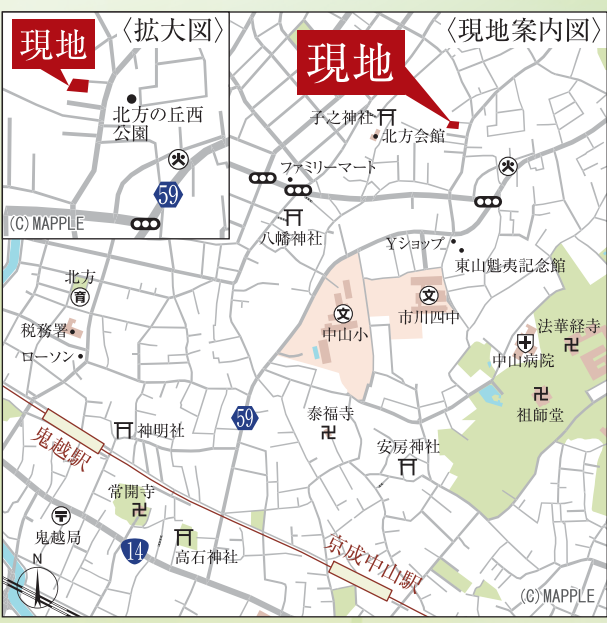 〈拡大図〉
現地
北方の丘西
公園
59
(C)MAPPLE
〈現地案内図〉
現地
子之神社
北方会館
ファミリーマート
八幡神社
Yショップ
東山魁夷記念館
北方
育
税務署
ローソン
文
中山小
文
市川四中
法華経寺
中山病院
祖師堂
59
泰福寺
安房神社
神明社
鬼越駅
常開寺
鬼越局
14
高石神社
京成中山駅
N
(C)MAPPLE